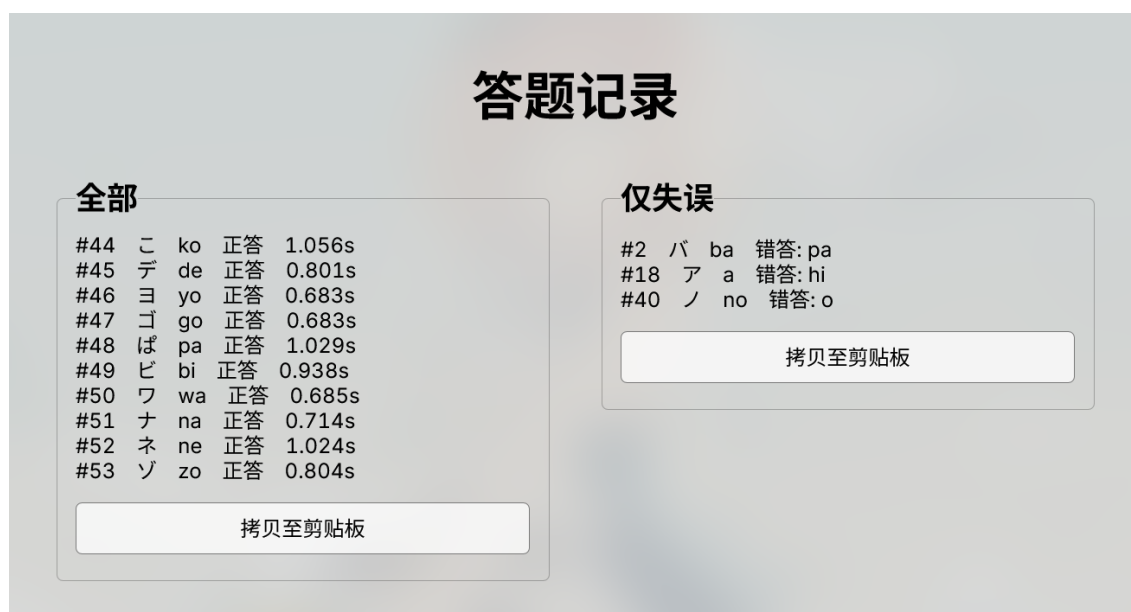 答题记录
全部
#44 こ ko 正答 1.056s
#45 デ de 正答 0.801s
#46 ヨ yo 正答 0.683s
#47 ゴ go 正答 0.683s
#48 ぱ pa 正答 1.029s
#49 ビ bi 正答 0.938s
#50 ワ wa 正答 0.685s
#51 ナ na 正答 0.714s
#52 ネ ne 正答 1.024s
#53 ゾ zo 正答 0.804s
拷贝至剪贴板
仅失误
#2 バ ba 错答: pa
#18 ア a 错答: hi
#40 ノ no 错答: o
拷贝至剪贴板